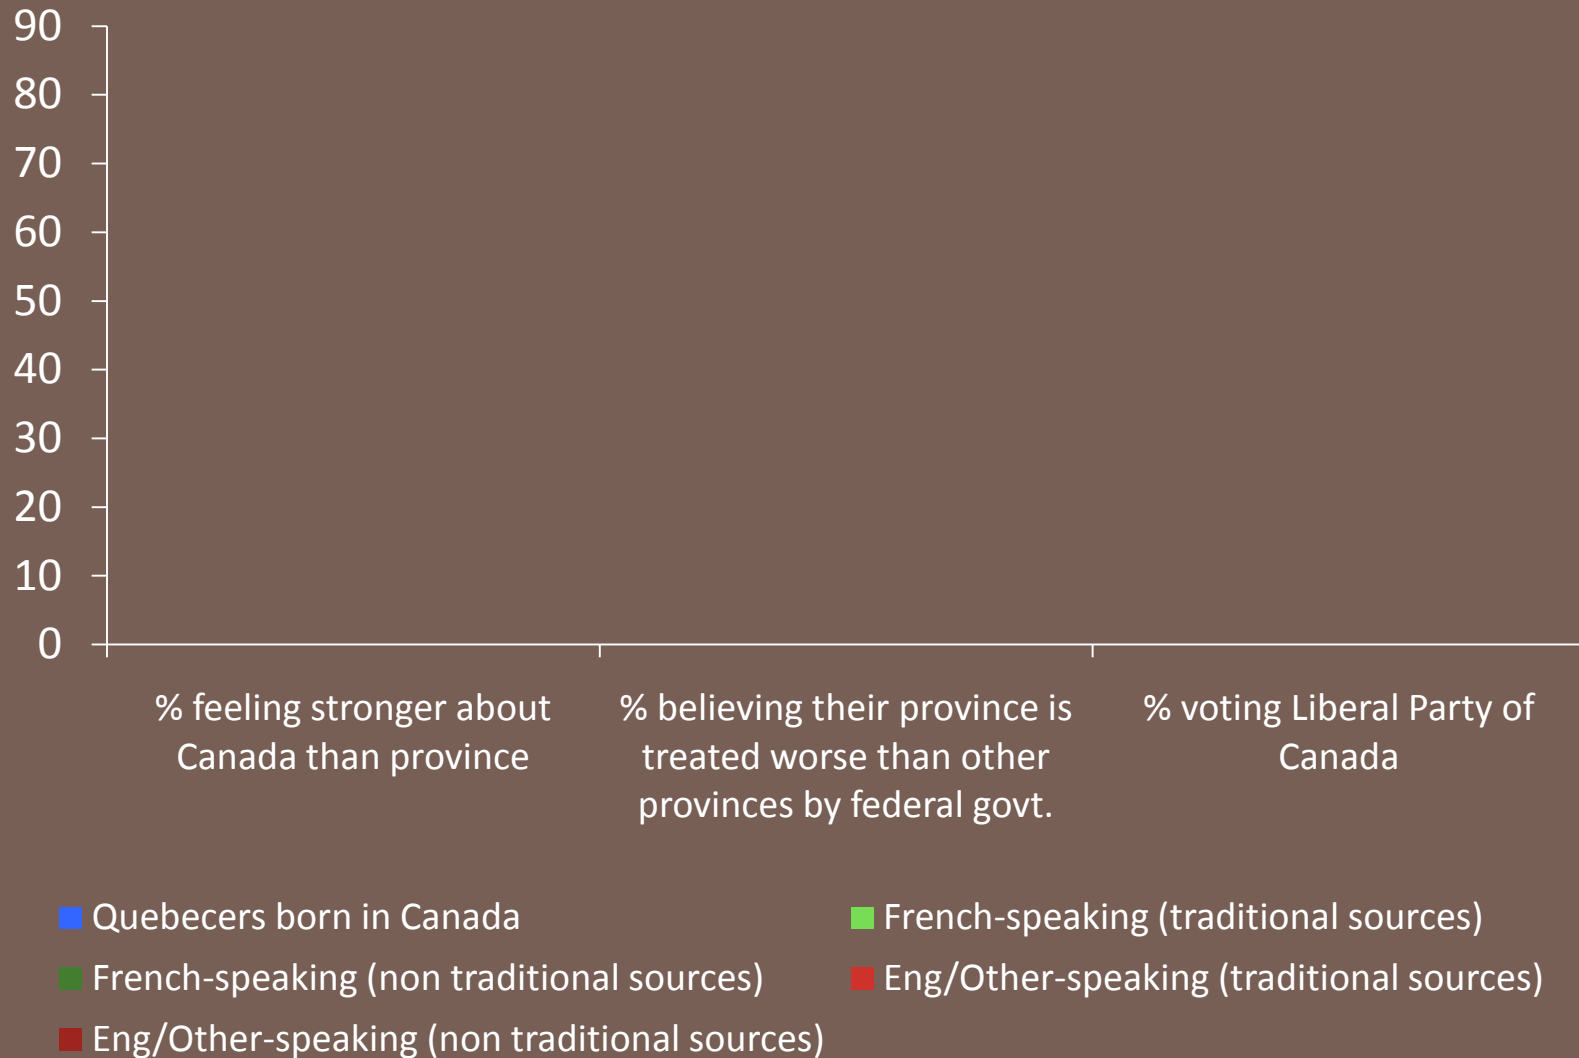 90
80
70
60
50
40
30
20
10
0
% feeling stronger about
Canada than province
% believing their province is
treated worse than other
provinces by federal govt.
% voting Liberal Party of
Canada
Quebecers born in Canada
French-speaking (traditional sources)
French-speaking (non traditional sources)
Eng/Other-speaking (traditional sources)
Eng/Other-speaking (non traditional sources)